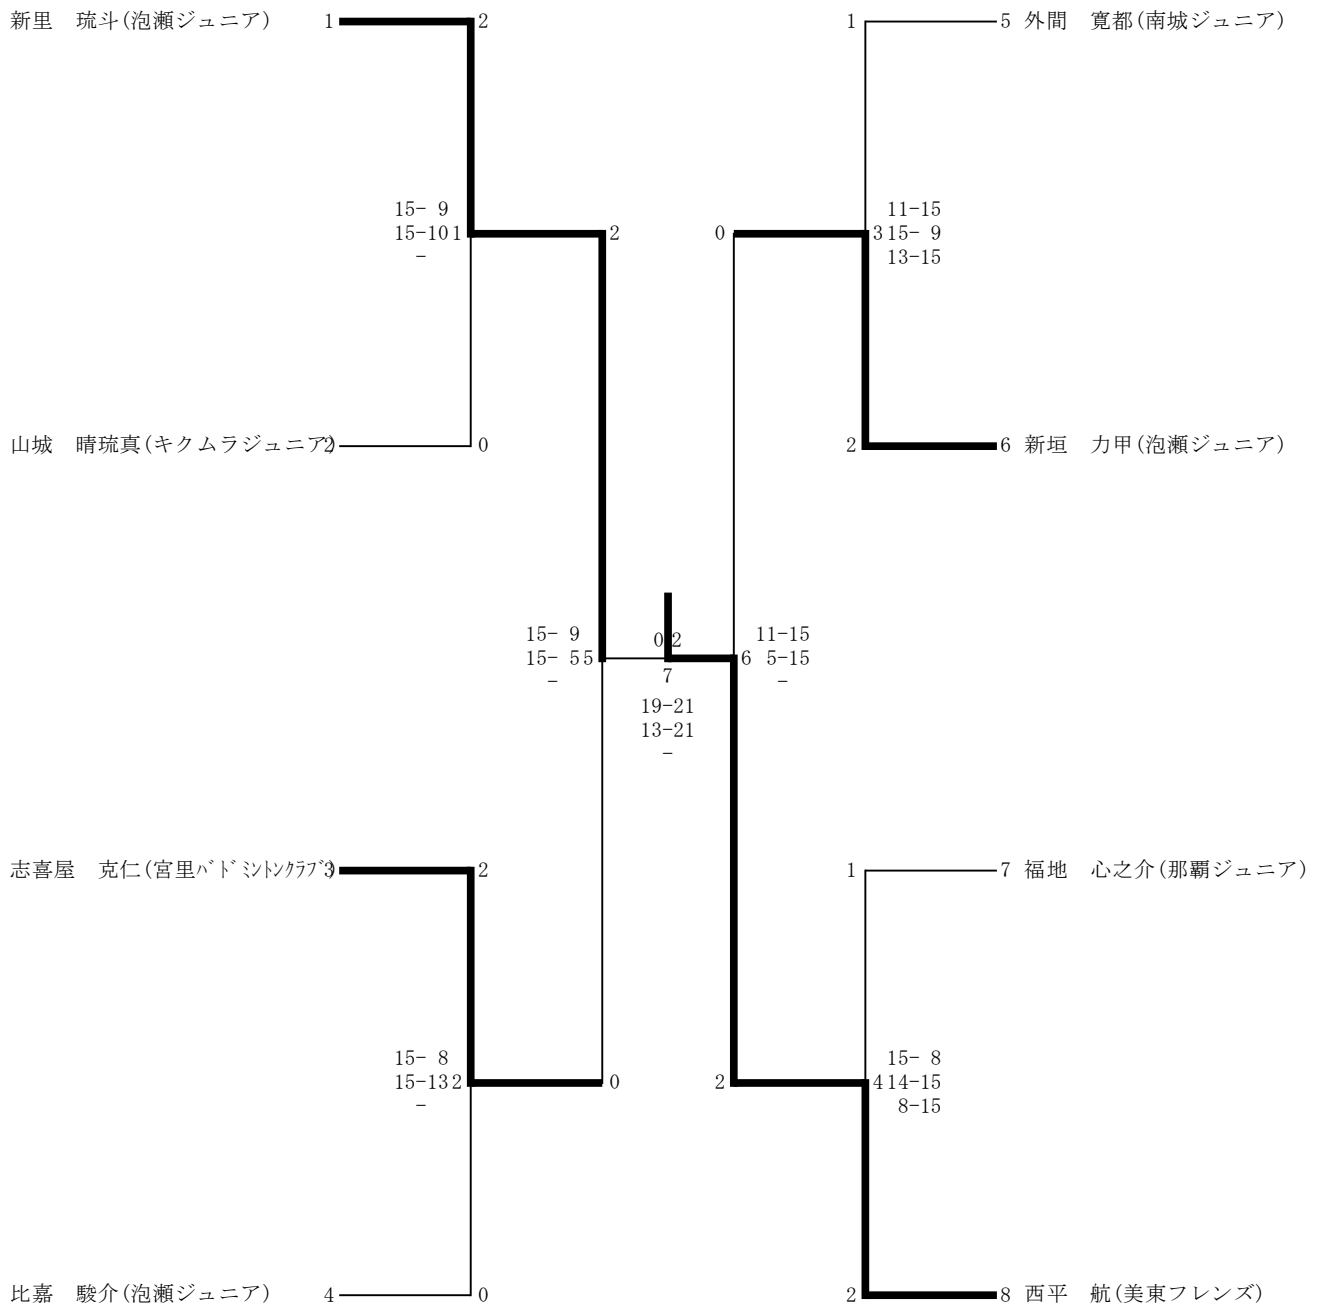 新里　琉斗(泡瀬ジュニア) 1 2 1 5 外間　寛都(南城ジュニア)
15- 9 11-15
15-10 1 2 0 3 15- 9
- 13-15
山城　晴琉真(キクムラジュニア) 2 0 2 6 新垣　力甲(泡瀬ジュニア)
15- 9 0 2 11-15
15- 5 5 6 5-15
- 7 -
19-21
13-21
-
志喜屋　克仁(宮里バドミントンクラブ) 3 2 1 7 福地　心之介(那覇ジュニア)
15- 8 15- 8
15-13 2 0 2 4 14-15
- 8-15
比嘉　駿介(泡瀬ジュニア) 4 0 2 8 西平　航(美東フレンズ)